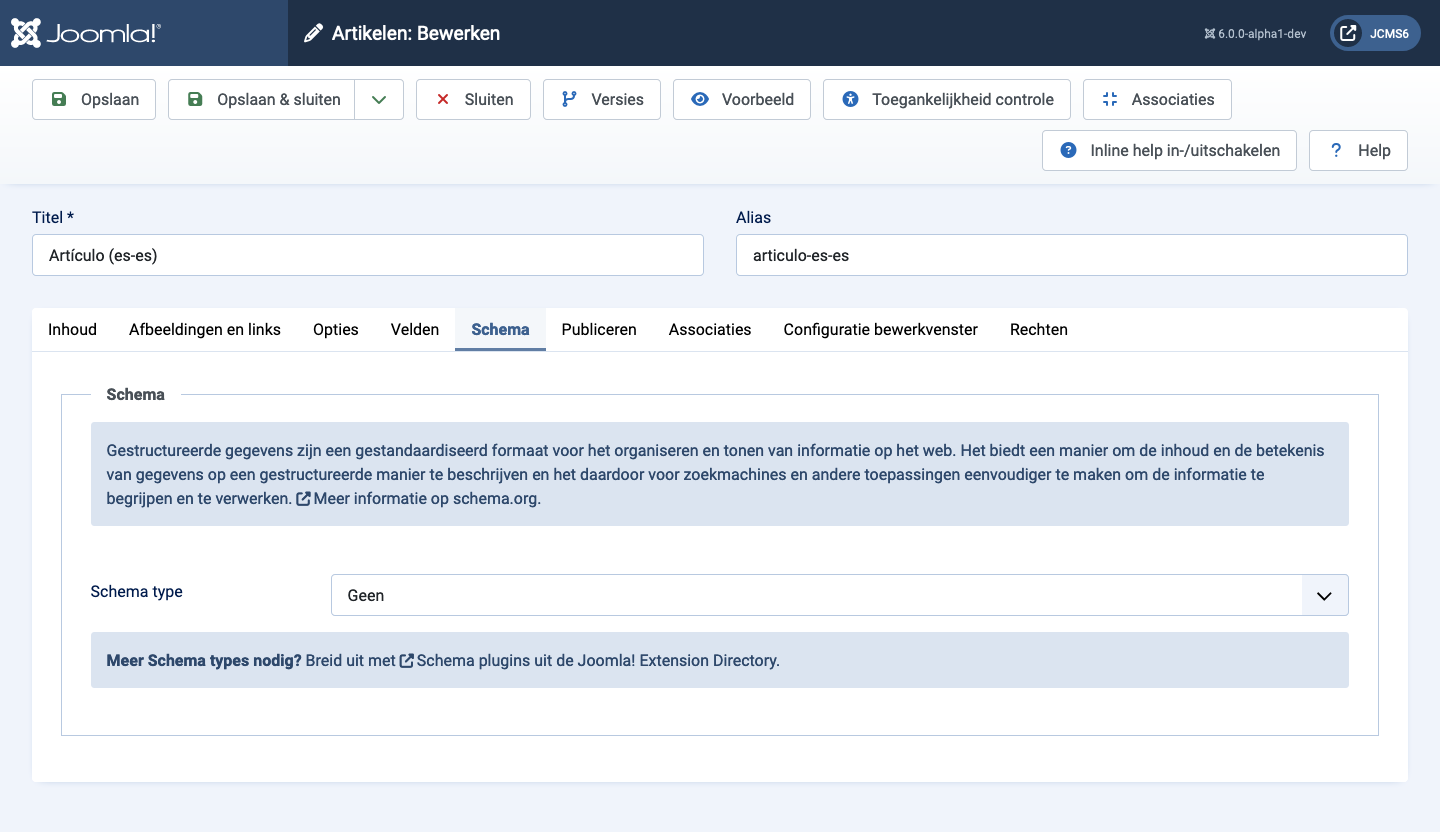 Joomla!®
Artikelen: Bewerken
6.0.0-alpha1-dev
JCMS6
Opslaan
Opslaan & sluiten
Sluiten
Versies
Voorbeeld
Toegankelijkheid controle
Associaties
Inline help in-/uitschakelen
Help
Titel *
Alias
Artículo (es-es)
articulo-es-es
Inhoud
Afbeeldingen en links
Opties
Velden
Schema
Publiceren
Associaties
Configuratie bewerkvenster
Rechten
Schema
Gestructureerde gegevens zijn een gestandaardiseerd formaat voor het organiseren en tonen van informatie op het web. Het biedt een manier om de inhoud en de betekenis
van gegevens op een gestructureerde manier te beschrijven en het daardoor voor zoekmachines en andere toepassingen eenvoudiger te maken om de informatie te
begrijpen en te verwerken. Meer informatie op schema.org.
Schema type
Geen
Meer Schema types nodig? Breid uit met Schema plugins uit de Joomla! Extension Directory.